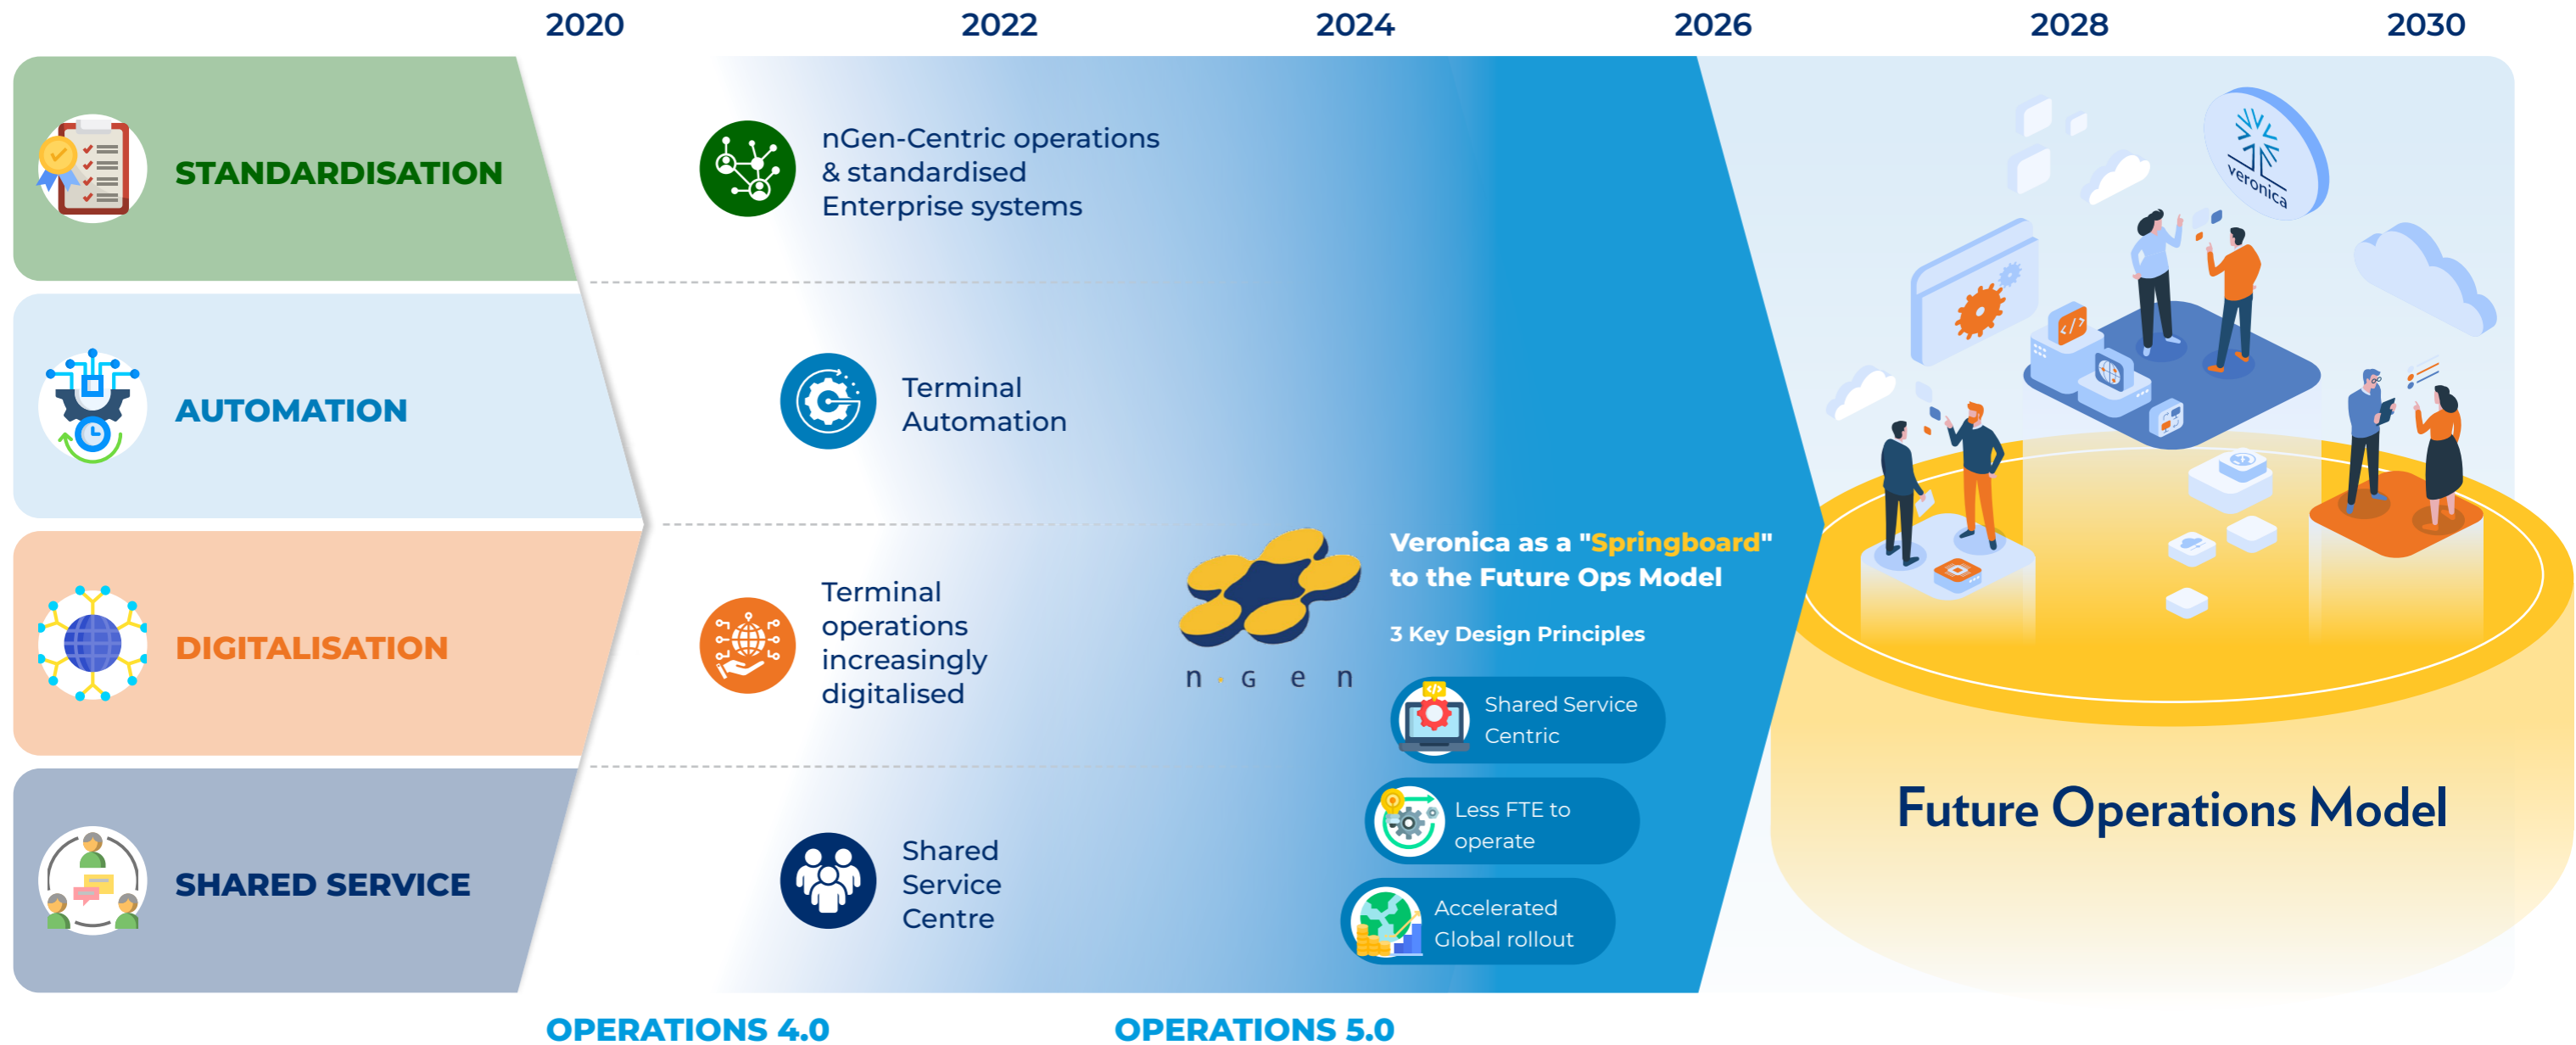 2020
2022
2024
2026
2028
2030
STANDARDISATION
nGen-Centric operations
& standardised
Enterprise systems
veronica
AUTOMATION
Terminal
Automation
DIGITALISATION
Terminal
operations
increasingly
digitalised
n·Gen
Veronica as a "Springboard"
to the Future Ops Model
3 Key Design Principles
Shared Service
Centric
Less FTE to
operate
Accelerated
Global rollout
SHARED SERVICE
Shared
Service
Centre
Future Operations Model
OPERATIONS 4.0
OPERATIONS 5.0